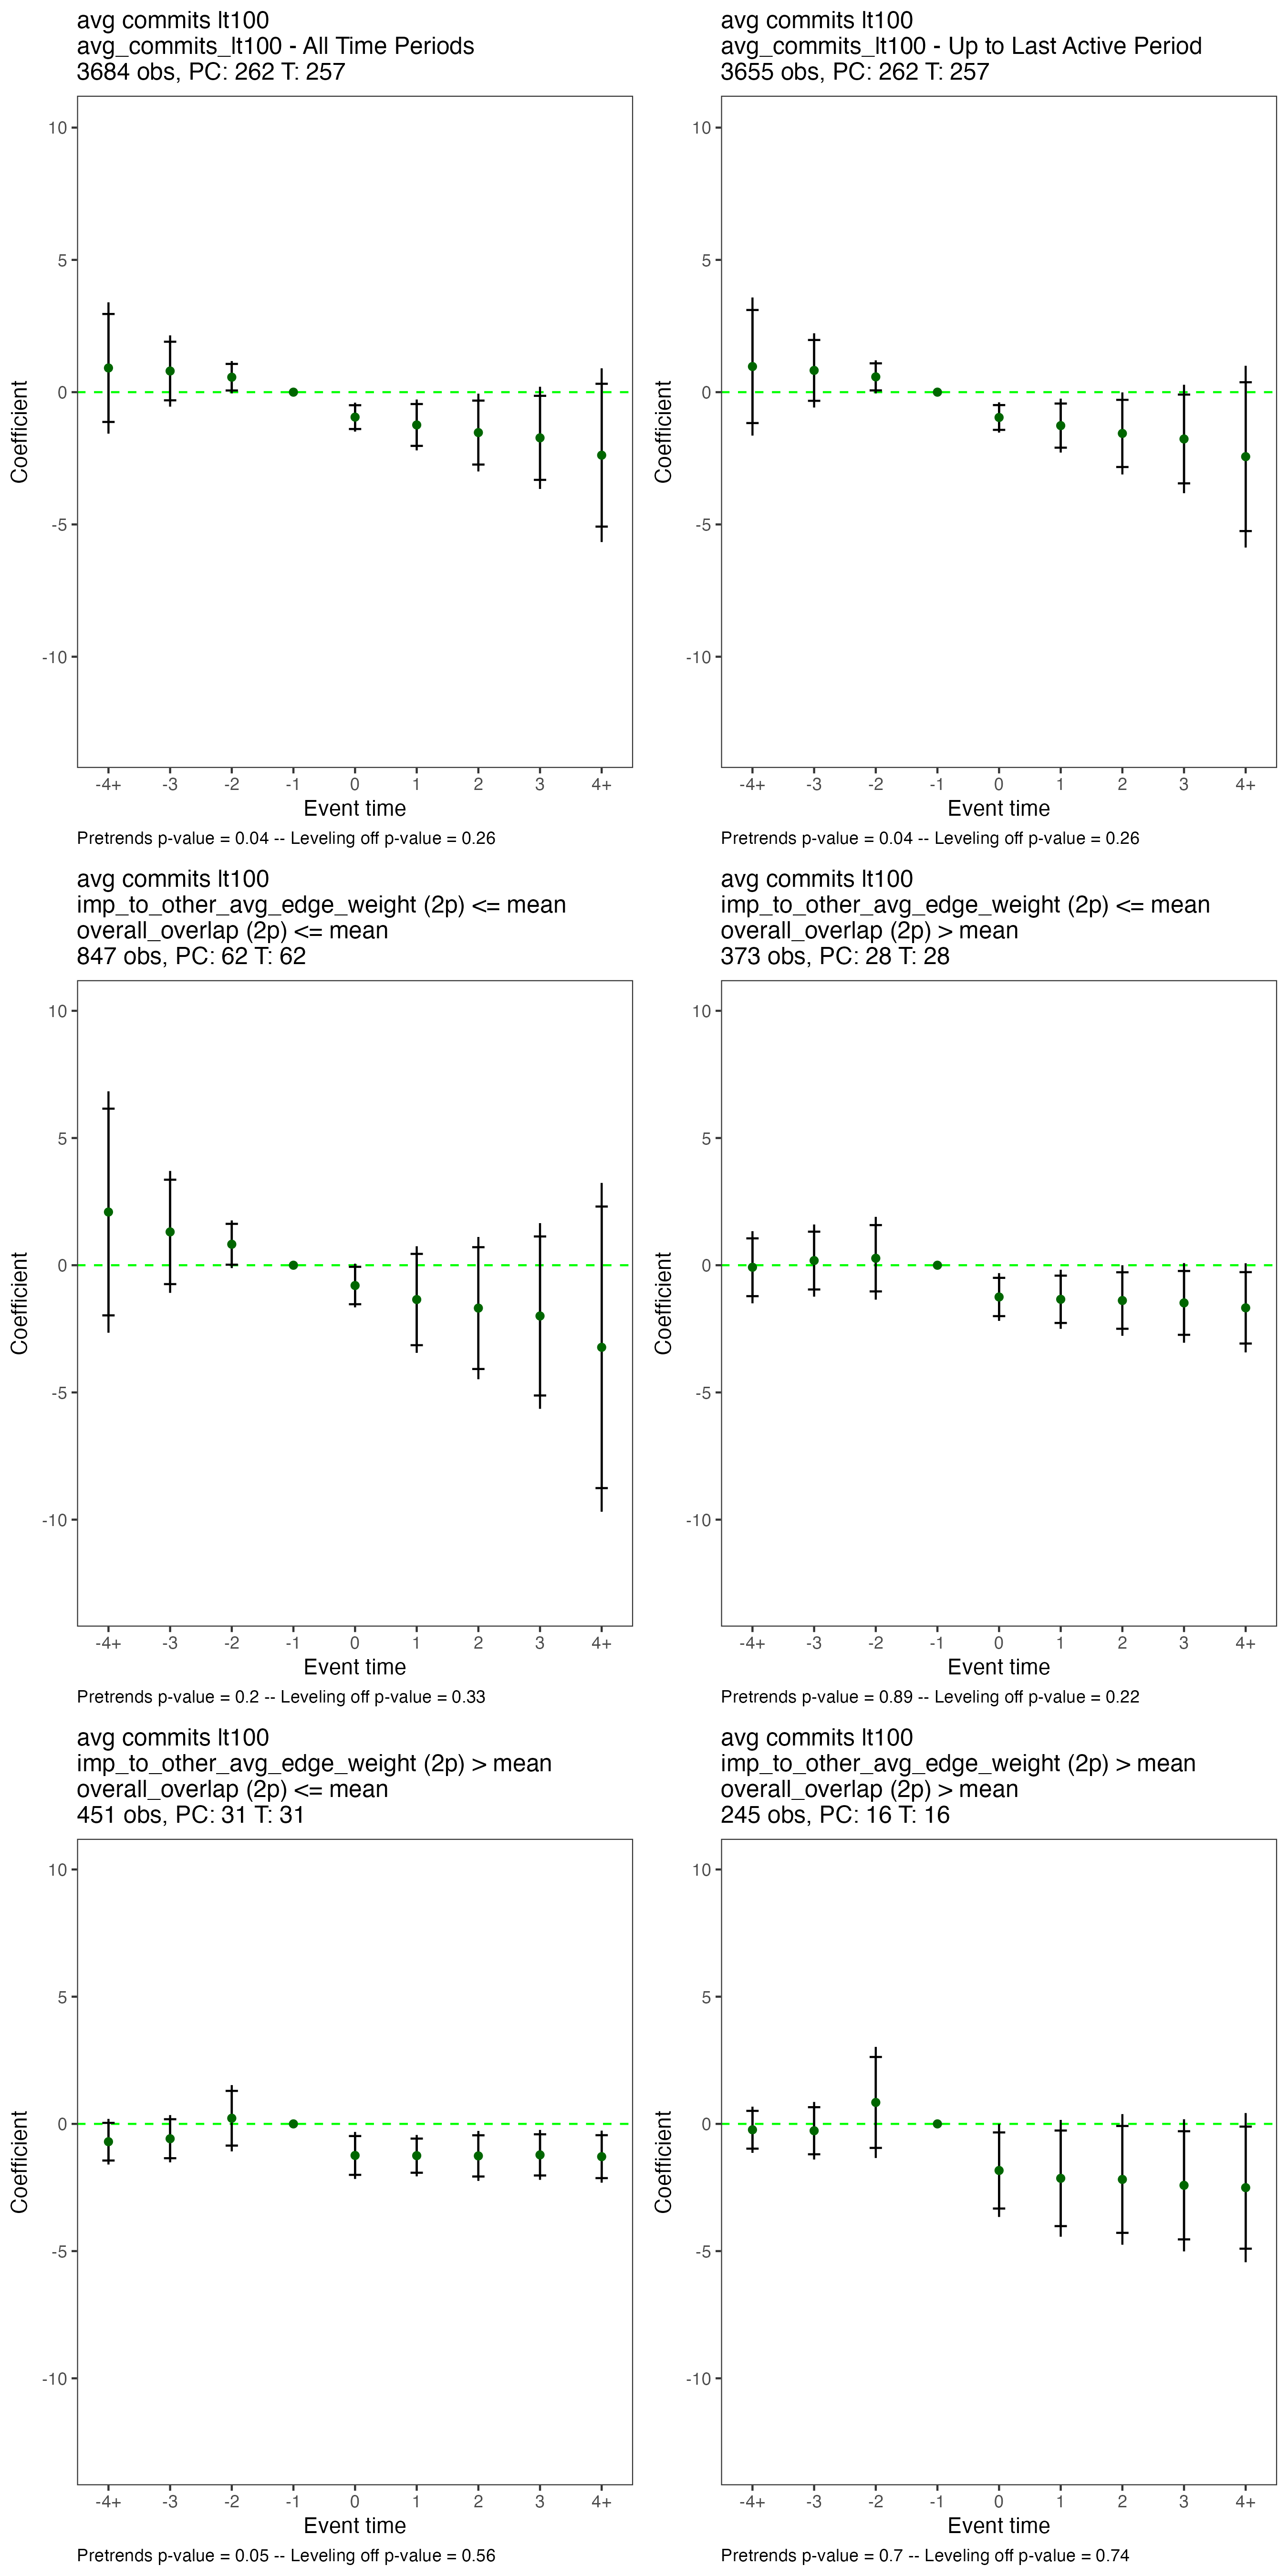 avg commits lt100
avg_commits_lt100 - All Time Periods
3684 obs, PC: 262 T: 257
10
5
0
-5
-10
Coefficient
-4+ -3 -2 -1 0 1 2 3 4+
Event time
Pretrends p-value = 0.04 -- Leveling off p-value = 0.26
avg commits lt100
avg_commits_lt100 - Up to Last Active Period
3655 obs, PC: 262 T: 257
10
5
0
-5
-10
Coefficient
-4+ -3 -2 -1 0 1 2 3 4+
Event time
Pretrends p-value = 0.04 -- Leveling off p-value = 0.26
avg commits lt100
imp_to_other_avg_edge_weight (2p) <= mean
overall_overlap (2p) <= mean
847 obs, PC: 62 T: 62
10
5
0
-5
-10
Coefficient
-4+ -3 -2 -1 0 1 2 3 4+
Event time
Pretrends p-value = 0.2 -- Leveling off p-value = 0.33
avg commits lt100
imp_to_other_avg_edge_weight (2p) <= mean
overall_overlap (2p) > mean
373 obs, PC: 28 T: 28
10
5
0
-5
-10
Coefficient
-4+ -3 -2 -1 0 1 2 3 4+
Event time
Pretrends p-value = 0.89 -- Leveling off p-value = 0.22
avg commits lt100
imp_to_other_avg_edge_weight (2p) > mean
overall_overlap (2p) <= mean
451 obs, PC: 31 T: 31
10
5
0
-5
-10
Coefficient
-4+ -3 -2 -1 0 1 2 3 4+
Event time
Pretrends p-value = 0.05 -- Leveling off p-value = 0.56
avg commits lt100
imp_to_other_avg_edge_weight (2p) > mean
overall_overlap (2p) > mean
245 obs, PC: 16 T: 16
10
5
0
-5
-10
Coefficient
-4+ -3 -2 -1 0 1 2 3 4+
Event time
Pretrends p-value = 0.7 -- Leveling off p-value = 0.74